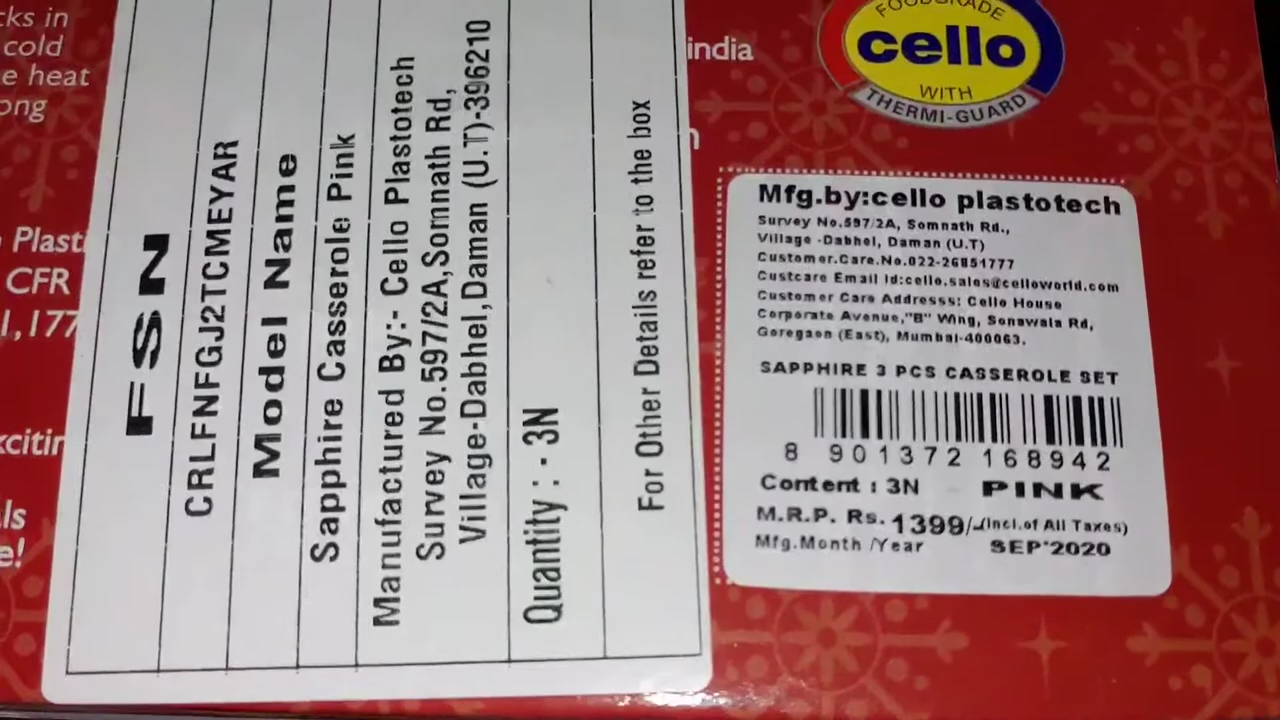 cks in
cold
e heat
ong
Plasti
CFR
1,177
xcitin
ls
e!
FSN
CRLFNFGJ2TCMEYAR
Model Name
Sapphire Casserole Pink
Manufactured By:- Cello Plastotech
Survey No.597/2A,Somnath Rd,
Village-Dabhel,Daman (U.T)-396210
Quantity : - 3N
For Other Details refer to the box
india
FOODGRADE
cello
WITH
THERMI-GUARD
Mfg.by:cello plastotech
Survey No.597/2A, Somnath Rd.,
Village -Dabhel, Daman (U.T)
Customer.Care.No.022-26851777
Custcare Email Id:cello.sales@celloworld.com
Customer Care Addresss: Cello House
Corporate Avenue,"B" Wing, Sonawala Rd,
Goregaon (East), Mumbai-400063.
SAPPHIRE 3 PCS CASSEROLE SET
8 901372 168942
Content : 3N PINK
M.R.P. Rs. 1399/-(Incl.of All Taxes)
Mfg.Month /Year SEP'2020